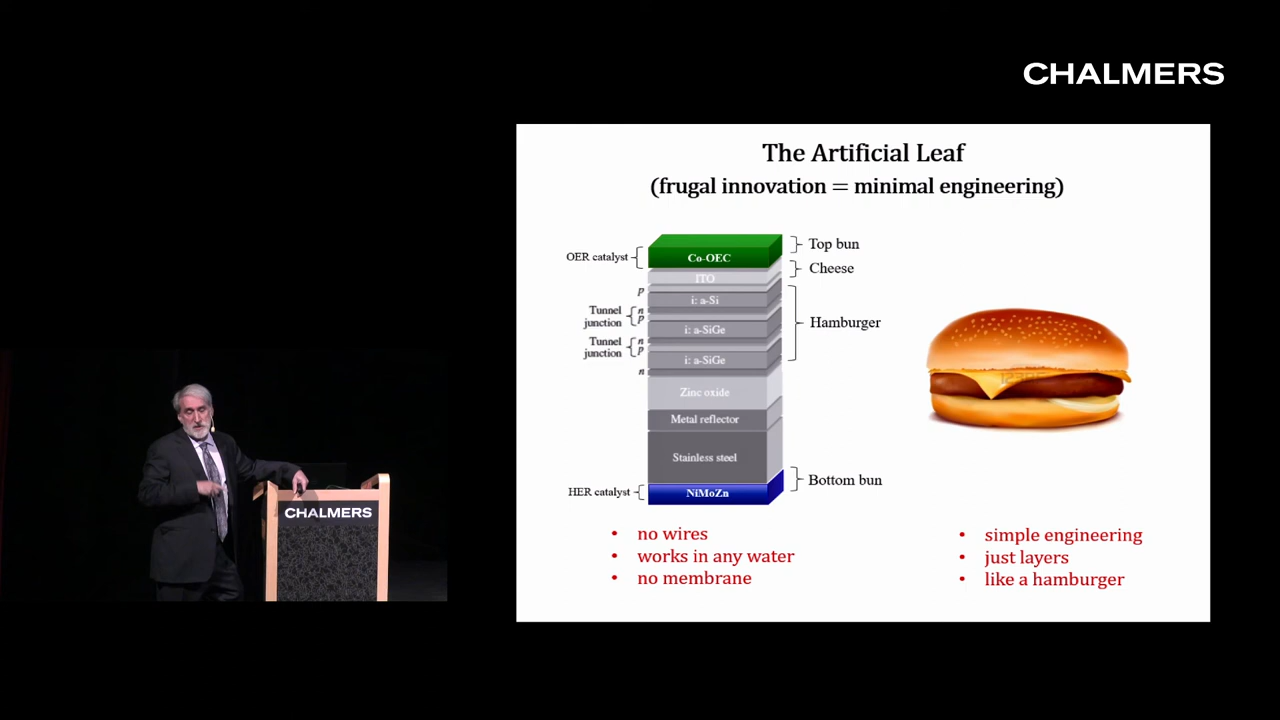 CHALMERS
The Artificial Leaf
(frugal innovation = minimal engineering)
OER catalyst
Co-OEC
Top bun
ITO
Cheese
p
i: a-Si
Tunnel
junction
n
p
i: a-SiGe
Hamburger
Tunnel
junction
n
p
i: a-SiGe
n
Zinc oxide
Metal reflector
Stainless steel
HER catalyst
NiMoZn
Bottom bun
• no wires
• works in any water
• no membrane
• simple engineering
• just layers
• like a hamburger
CHALMERS